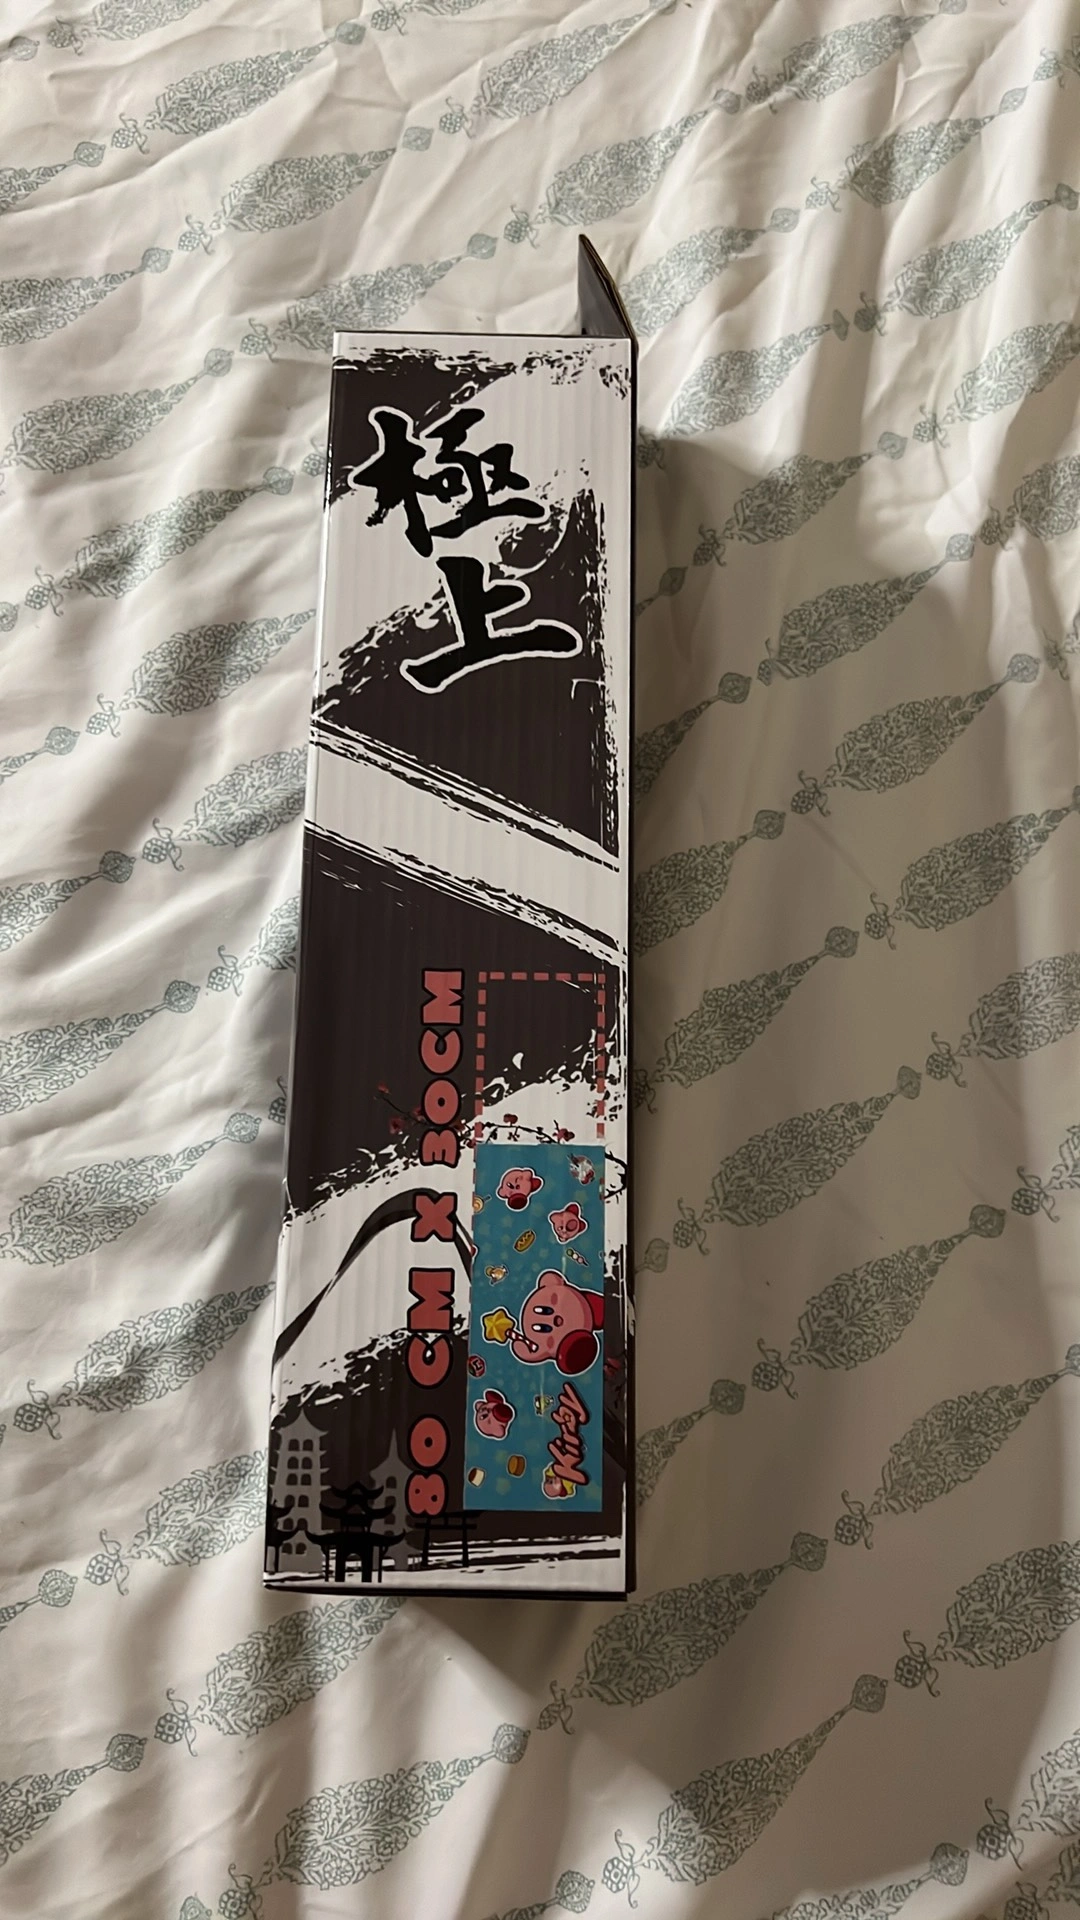 極
上
80 CM X 30CM
Kirby